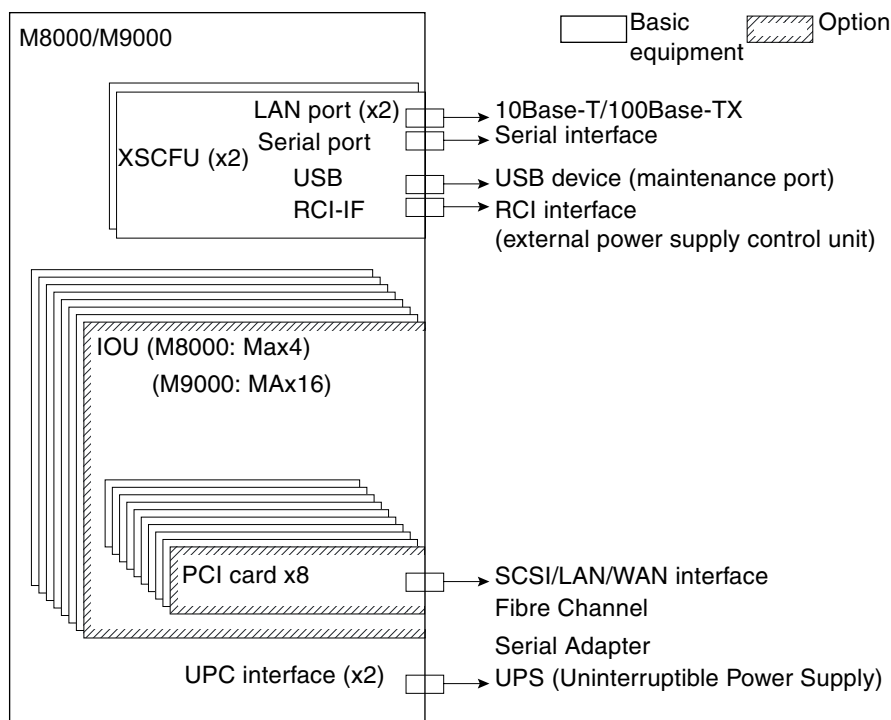 M8000/M9000
Basic equipment
Option
LAN port (x2)
10Base-T/100Base-TX
Serial port
Serial interface
XSCFU (x2)
USB
USB device (maintenance port)
RCI-IF
RCI interface
(external power supply control unit)
IOU (M8000: Max4)
(M9000: MAx16)
PCI card x8
SCSI/LAN/WAN interface
Fibre Channel
Serial Adapter
UPC interface (x2)
UPS (Uninterruptible Power Supply)